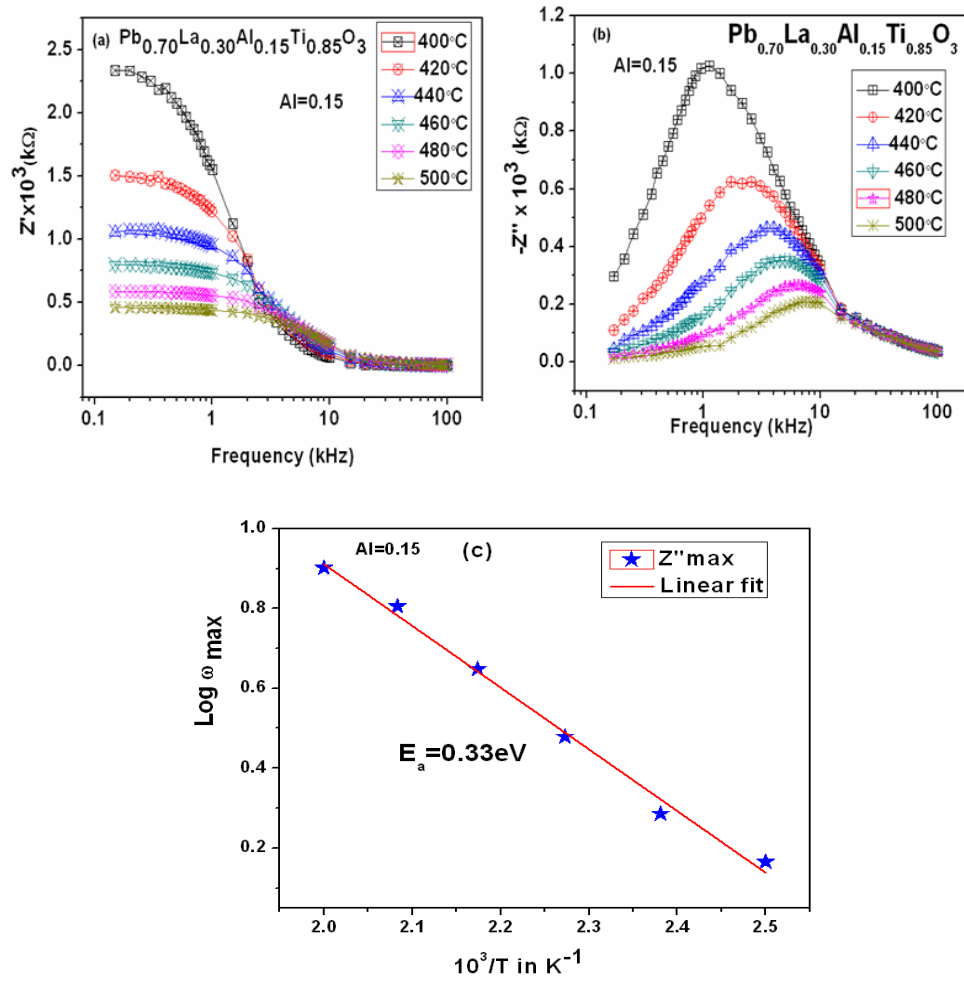 (a) Pb0.70La0.30Al0.15Ti0.85O3
Al=0.15
400°C
420°C
440°C
460°C
480°C
500°C
Z'x10³(kΩ)
2.5
2.0
1.5
1.0
0.5
0.0
0.1 1 10 100
Frequency (kHz)
(b) Pb0.70La0.30Al0.15Ti0.85O3
Al=0.15
400°C
420°C
440°C
460°C
480°C
500°C
-Z'' x 10³ (kΩ)
1.2
1.0
0.8
0.6
0.4
0.2
0.0
0.1 1 10 100
Frequency (kHz)
Al=0.15 (c)
Z''max
Linear fit
Ea=0.33eV
Log ω max
1.0
0.8
0.6
0.4
0.2
2.0 2.1 2.2 2.3 2.4 2.5
10³/T in K⁻¹